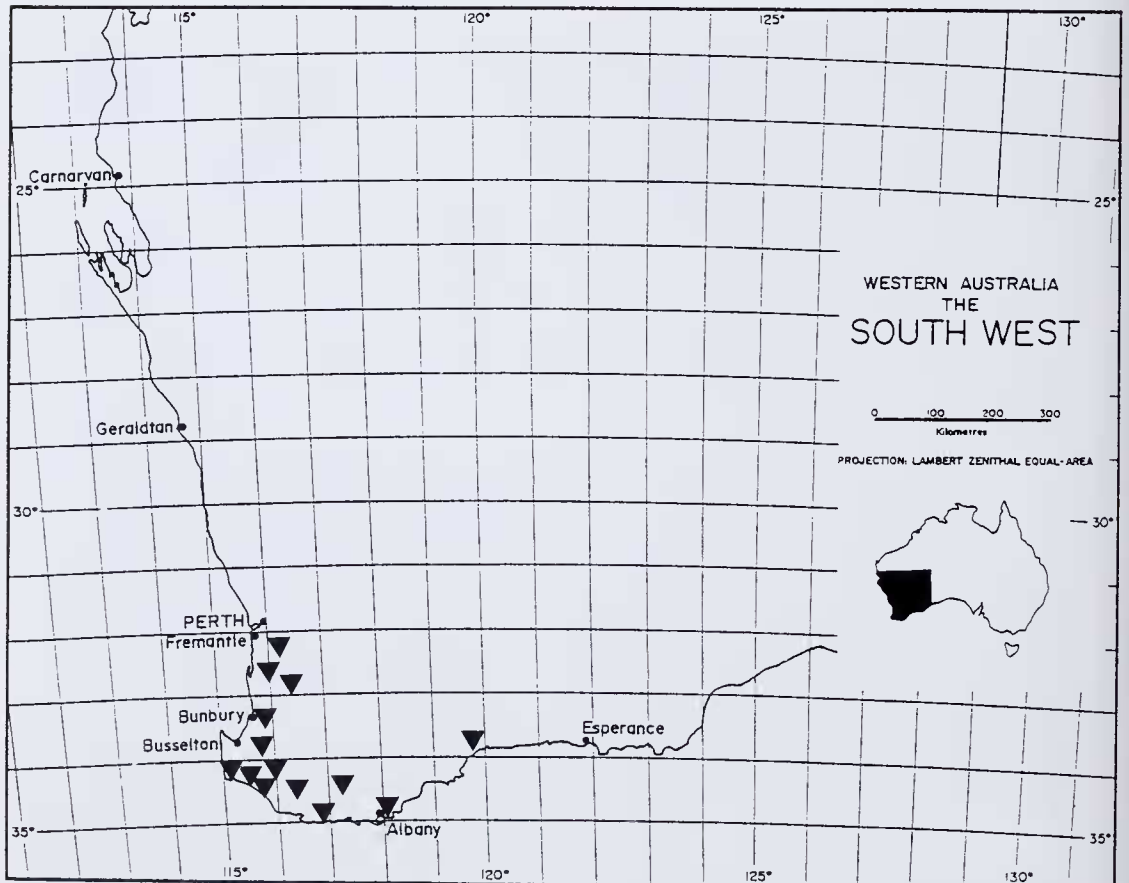 115°
120°
125°
130°
Carnarvan
25°
25°
WESTERN AUSTRALIA
THE
SOUTH WEST
0 100 200 300
Kilometres
PROJECTION: LAMBERT ZENITHAL EQUAL-AREA
Geraldtan
30°
30°
PERTH
Fremantle
Bunbury
Busselton
Esperance
Albany
35°
35°
115°
120°
125°
130°